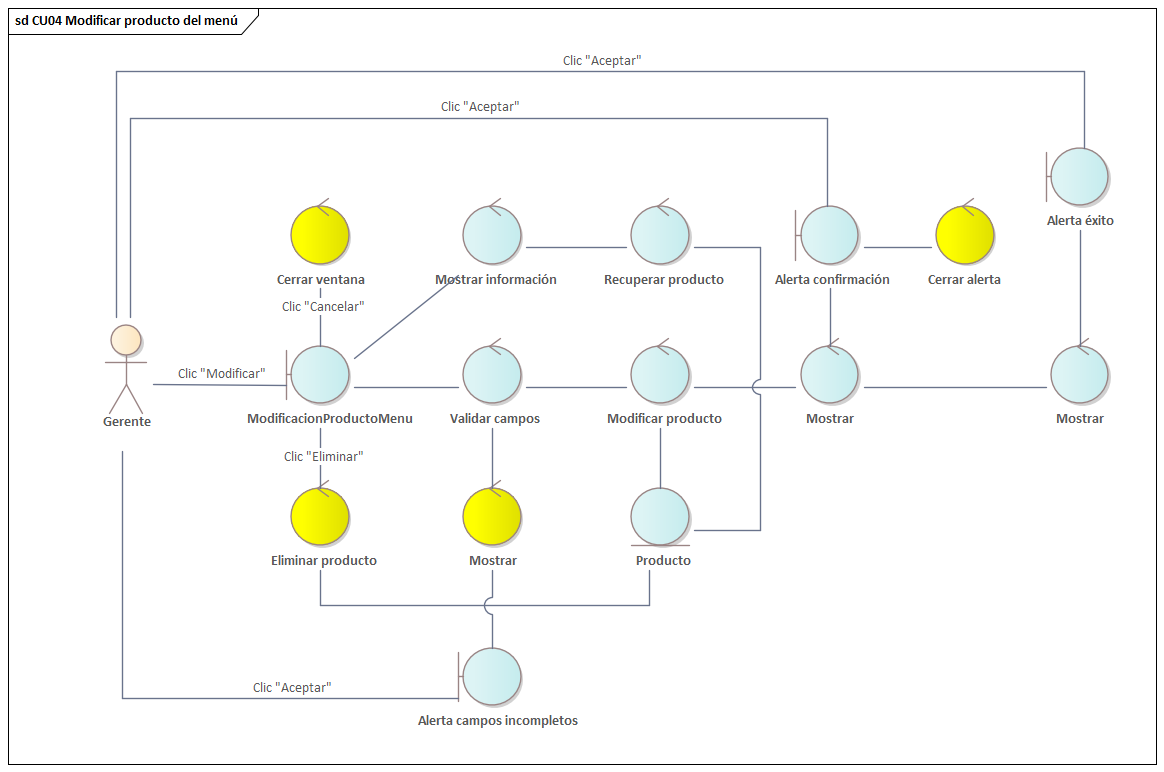 sd CU04 Modificar producto del menú
Clic "Aceptar"
Clic "Aceptar"
Alerta éxito
Cerrar ventana
Mostrar información
Recuperar producto
Alerta confirmación
Cerrar alerta
Clic "Cancelar"
Clic "Modificar"
Gerente
ModificacionProductoMenu
Validar campos
Modificar producto
Mostrar
Mostrar
Clic "Eliminar"
Eliminar producto
Mostrar
Producto
Clic "Aceptar"
Alerta campos incompletos